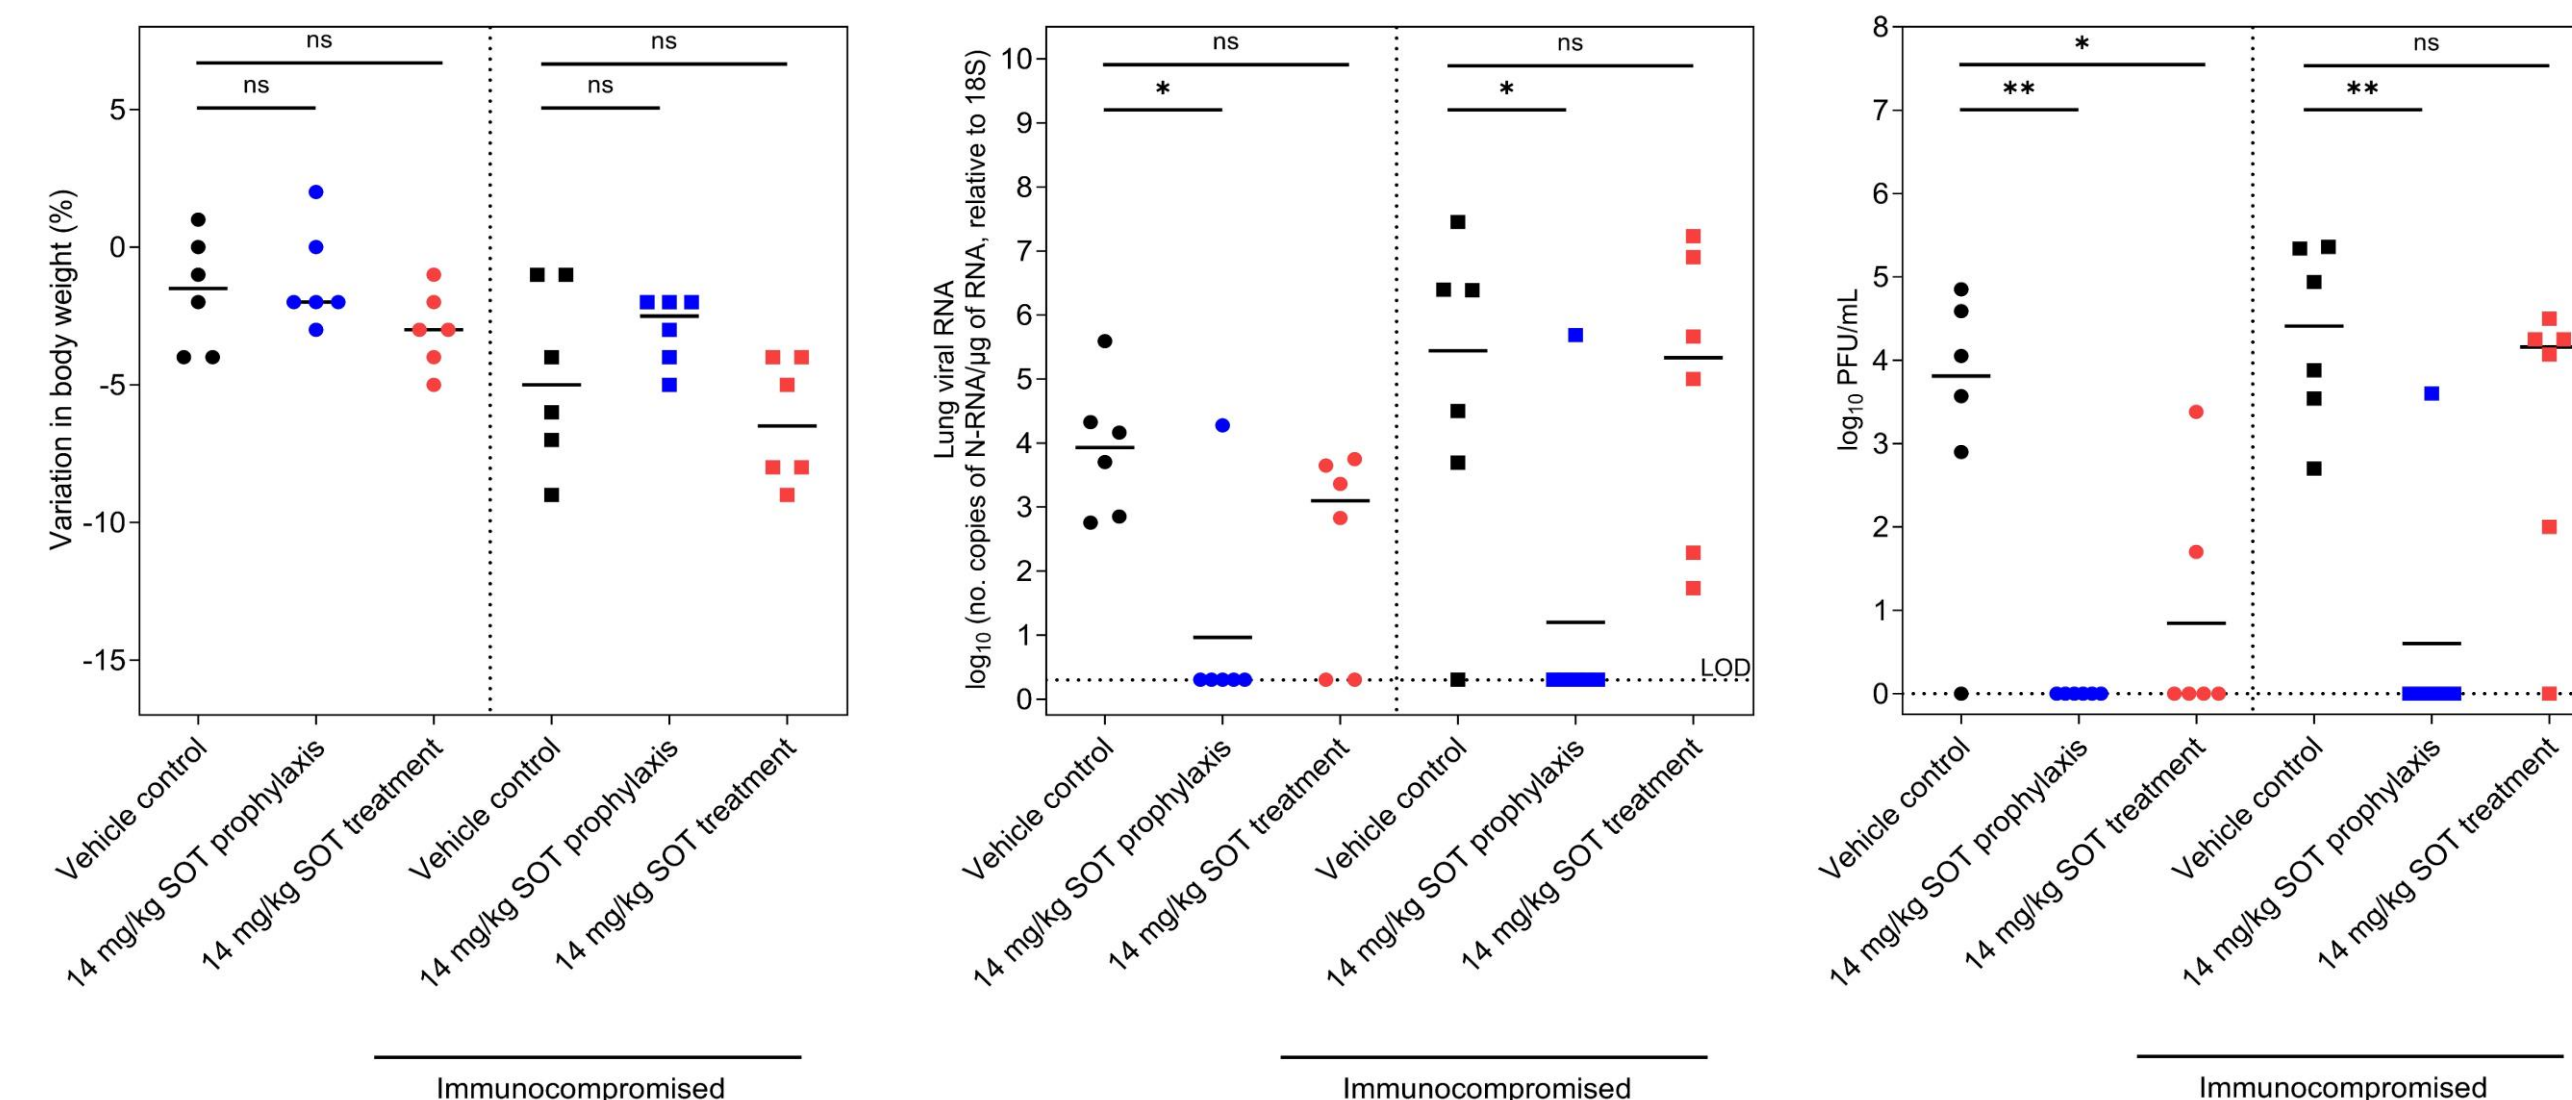 ns
ns
ns
ns
5
0
-5
-10
-15
Variation in body weight (%)
Vehicle control
14 mg/kg SOT prophylaxis
14 mg/kg SOT treatment
Vehicle control
14 mg/kg SOT prophylaxis
14 mg/kg SOT treatment
Immunocompromised
ns
ns
*
*
10
9
8
7
6
5
4
3
2
1
0
Lung viral RNA
log10 (no. copies of N-RNA/µg of RNA, relative to 18S)
LOD
Vehicle control
14 mg/kg SOT prophylaxis
14 mg/kg SOT treatment
Vehicle control
14 mg/kg SOT prophylaxis
14 mg/kg SOT treatment
Immunocompromised
*
ns
**
**
8
7
6
5
4
3
2
1
0
log10 PFU/mL
Vehicle control
14 mg/kg SOT prophylaxis
14 mg/kg SOT treatment
Vehicle control
14 mg/kg SOT prophylaxis
14 mg/kg SOT treatment
Immunocompromised